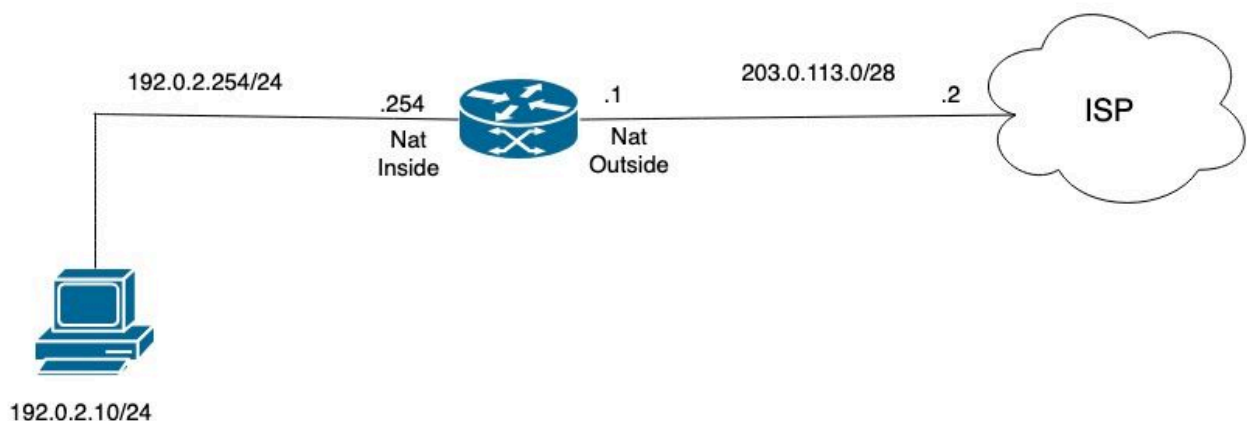 192.0.2.254/24
203.0.113.0/28
.254
.1
.2
ISP
Nat
Inside
Nat
Outside
192.0.2.10/24